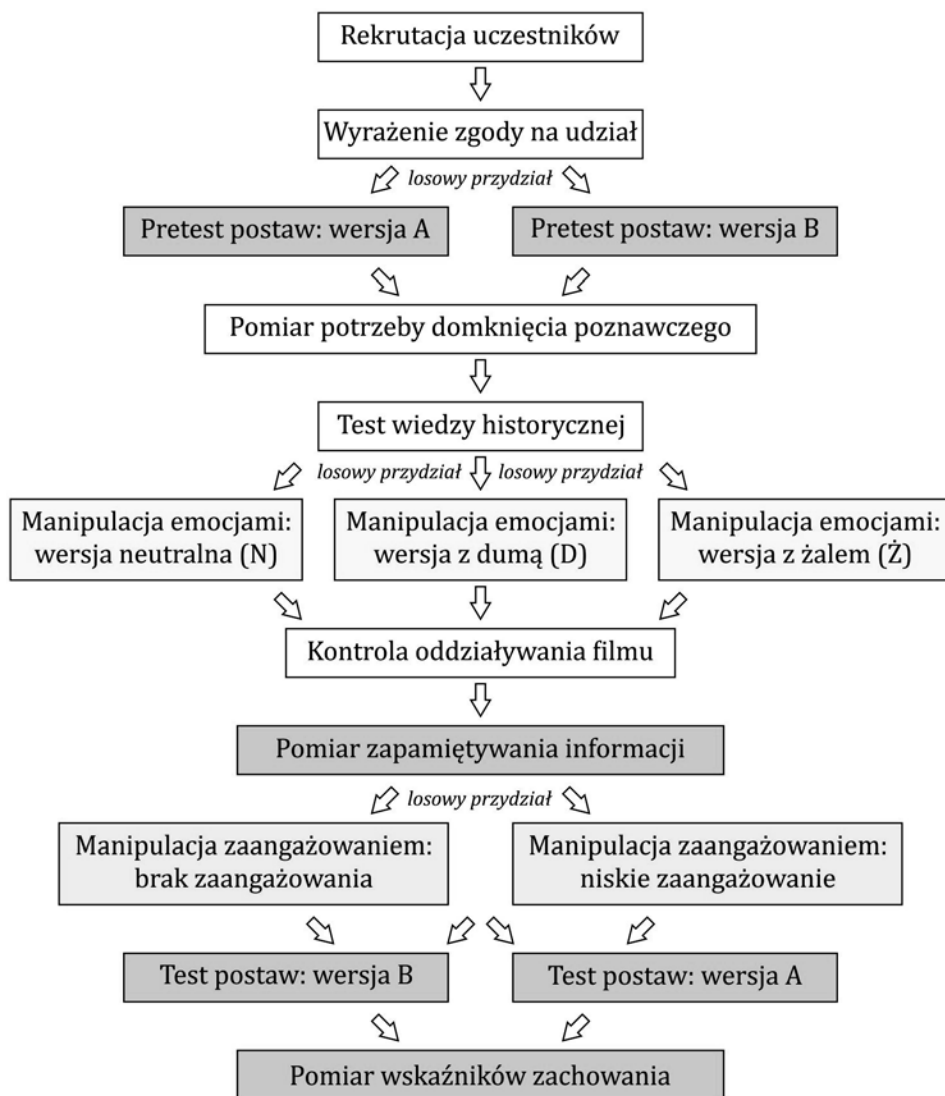 Rekrutacja uczestników
Wyrażenie zgody na udział
losowy przydział
Pretest postaw: wersja A
Pretest postaw: wersja B
Pomiar potrzeby domknięcia poznawczego
Test wiedzy historycznej
losowy przydział
losowy przydział
Manipulacja emocjami:
wersja neutralna (N)
Manipulacja emocjami:
wersja z dumą (D)
Manipulacja emocjami:
wersja z żalem (Ż)
Kontrola oddziaływania filmu
Pomiar zapamiętywania informacji
losowy przydział
Manipulacja zaangażowaniem:
brak zaangażowania
Manipulacja zaangażowaniem:
niskie zaangażowanie
Test postaw: wersja B
Test postaw: wersja A
Pomiar wskaźników zachowania